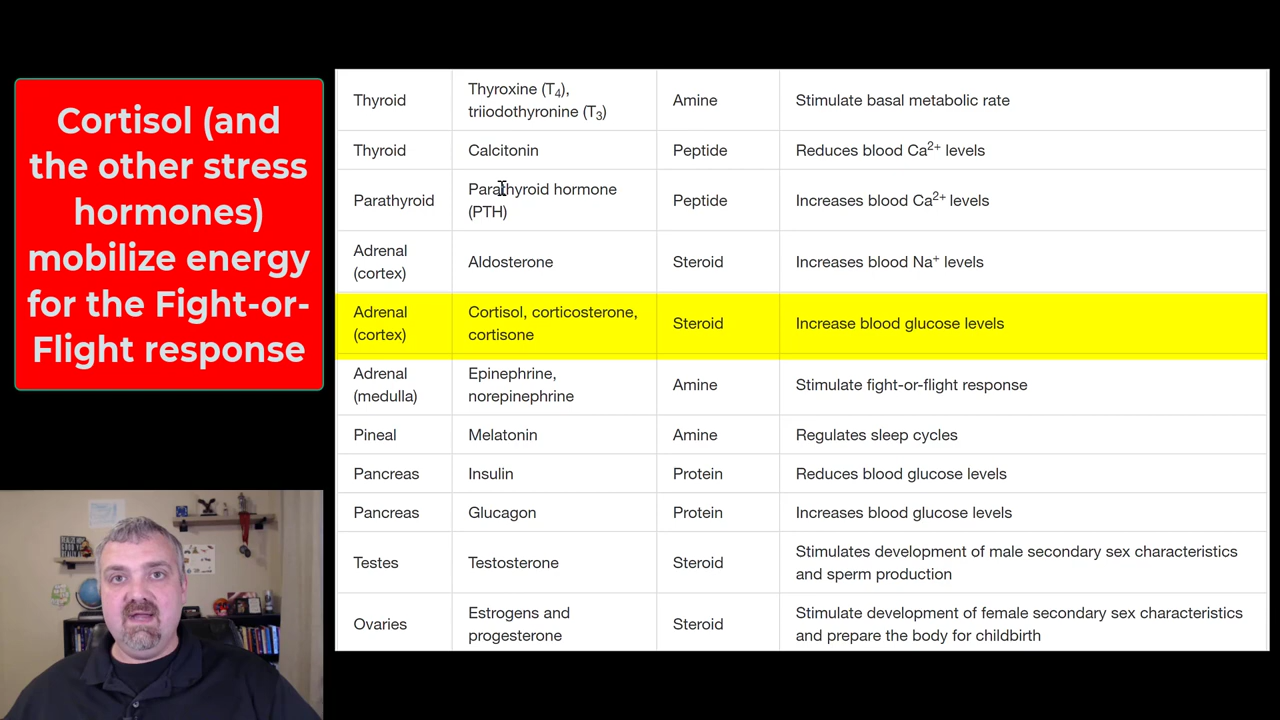 Cortisol (and
the other stress
hormones)
mobilize energy
for the Fight-or-
Flight response
Thyroid
Thyroxine (T₄),
triiodothyronine (T₃)
Amine
Stimulate basal metabolic rate
Thyroid
Calcitonin
Peptide
Reduces blood Ca²⁺ levels
Parathyroid
Parathyroid hormone
(PTH)
Peptide
Increases blood Ca²⁺ levels
Adrenal
(cortex)
Aldosterone
Steroid
Increases blood Na⁺ levels
Adrenal
(cortex)
Cortisol, corticosterone,
cortisone
Steroid
Increase blood glucose levels
Adrenal
(medulla)
Epinephrine,
norepinephrine
Amine
Stimulate fight-or-flight response
Pineal
Melatonin
Amine
Regulates sleep cycles
Pancreas
Insulin
Protein
Reduces blood glucose levels
Pancreas
Glucagon
Protein
Increases blood glucose levels
Testes
Testosterone
Steroid
Stimulates development of male secondary sex characteristics
and sperm production
Ovaries
Estrogens and
progesterone
Steroid
Stimulate development of female secondary sex characteristics
and prepare the body for childbirth